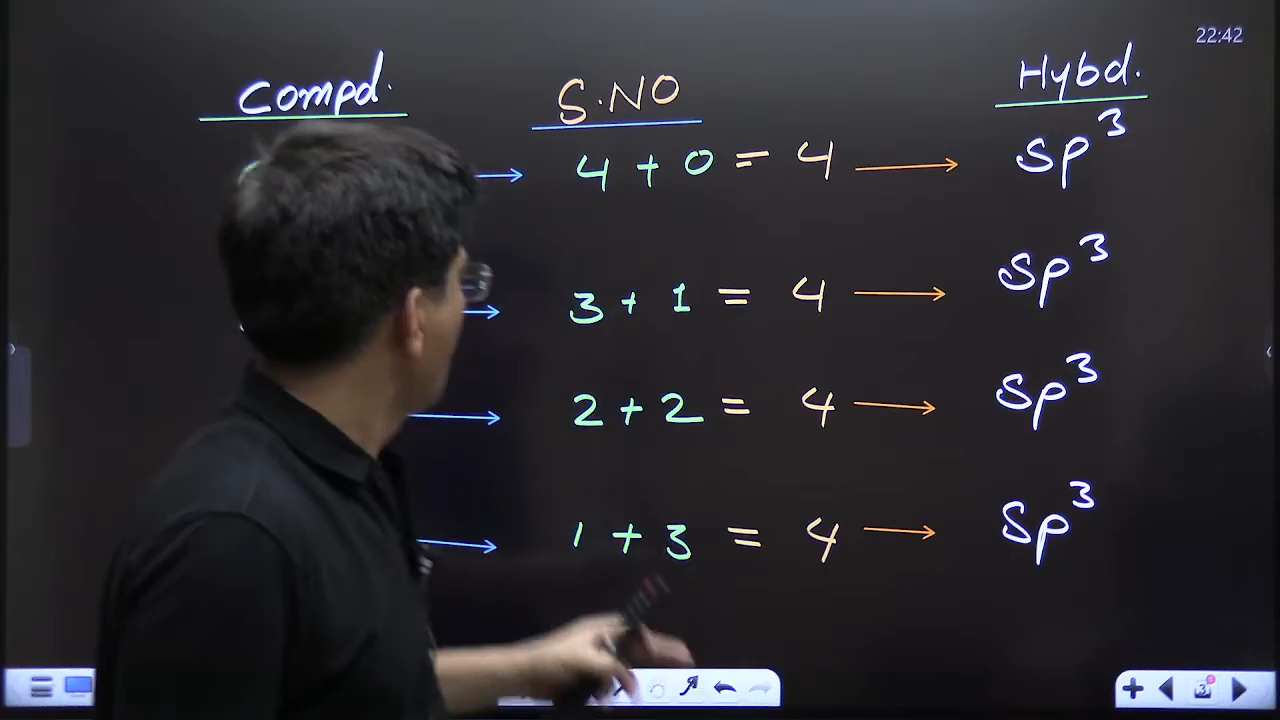 22:42
Compd. S.NO Hybd.
4 + 0 = 4 → sp³
3 + 1 = 4 → sp³
2 + 2 = 4 → sp³
1 + 3 = 4 → sp³